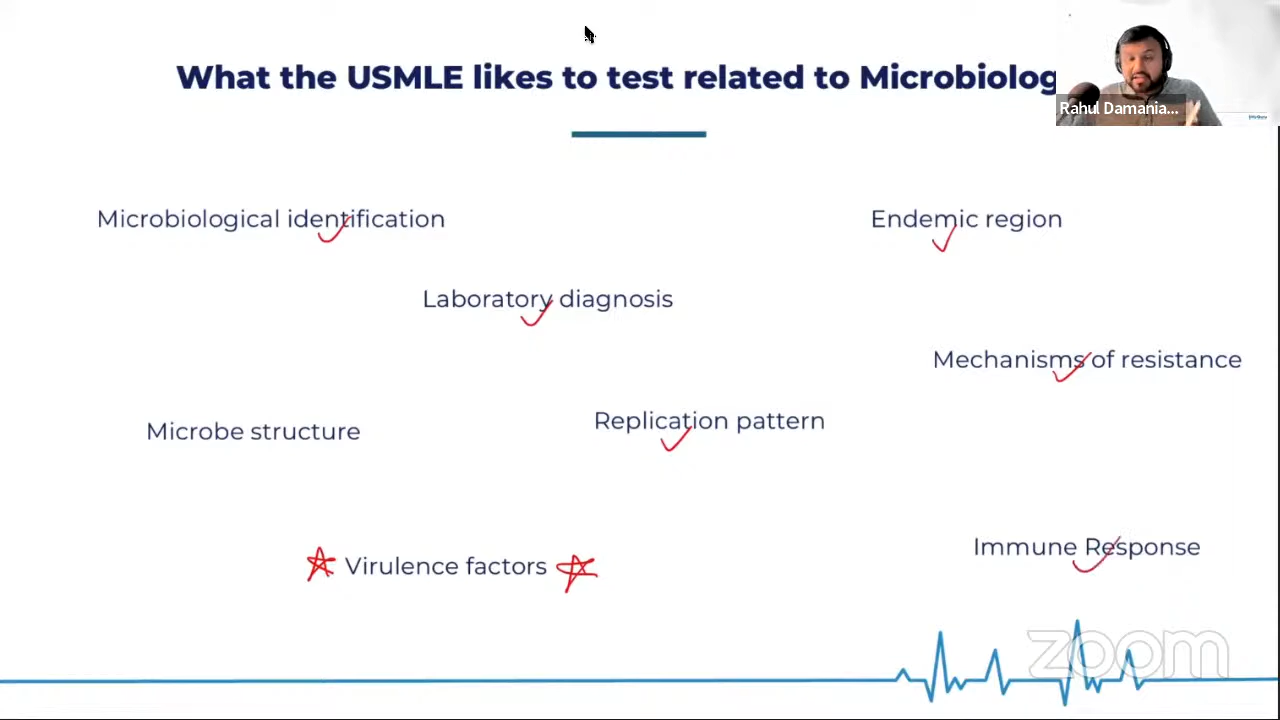 What the USMLE likes to test related to Microbiolog
Rahul Damania...
Microbiological identification
Endemic region
Laboratory diagnosis
Mechanisms of resistance
Replication pattern
Microbe structure
Immune Response
Virulence factors
zoom